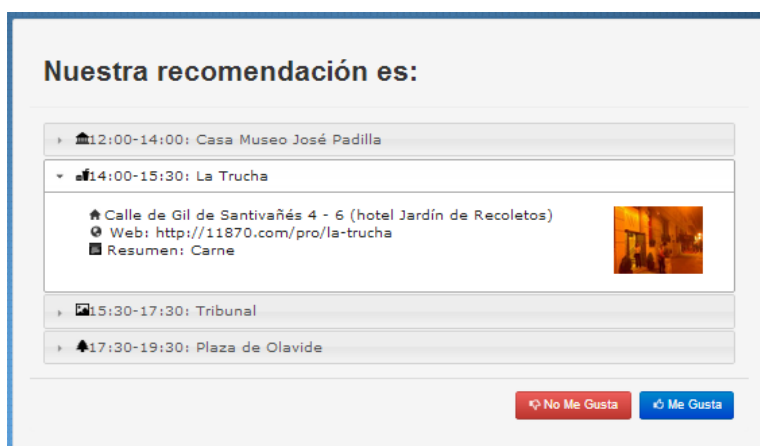 Nuestra recomendación es:
12:00-14:00: Casa Museo José Padilla
14:00-15:30: La Trucha
Calle de Gil de Santivañés 4 - 6 (hotel Jardín de Recoletos)
Web: http://11870.com/pro/la-trucha
Resumen: Carne
15:30-17:30: Tribunal
17:30-19:30: Plaza de Olavide
No Me Gusta
Me Gusta